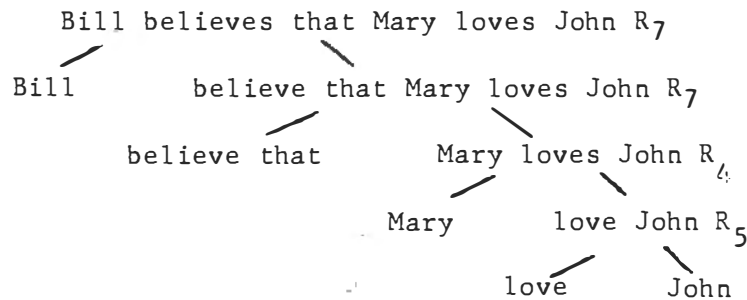 Bill believes that Mary loves John R7
Bill believe that Mary loves John R7
believe that Mary loves John R4
Mary love John R5
love John